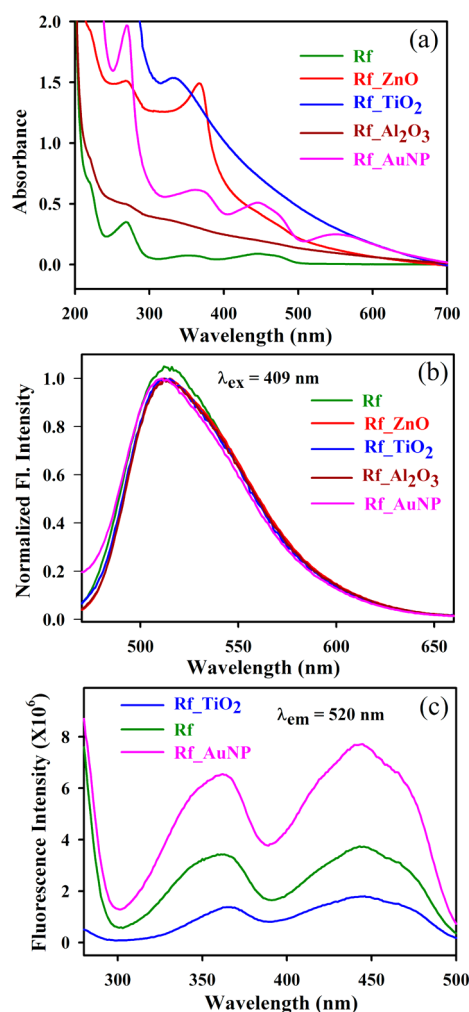 (a)
Rf
Rf_ZnO
Rf_TiO₂
Rf_Al₂O₃
Rf_AuNP
Absorbance
2.0
1.5
1.0
0.5
0.0
200 300 400 500 600 700
Wavelength (nm)
(b)
λex = 409 nm
Rf
Rf_ZnO
Rf_TiO₂
Rf_Al₂O₃
Rf_AuNP
Normalized Fl. Intensity
1.0
0.8
0.6
0.4
0.2
0.0
500 550 600 650
Wavelength (nm)
(c)
Rf_TiO₂
Rf
Rf_AuNP
λem = 520 nm
Fluorescence Intensity (X10⁶)
8
6
4
2
0
300 350 400 450 500
Wavelength (nm)